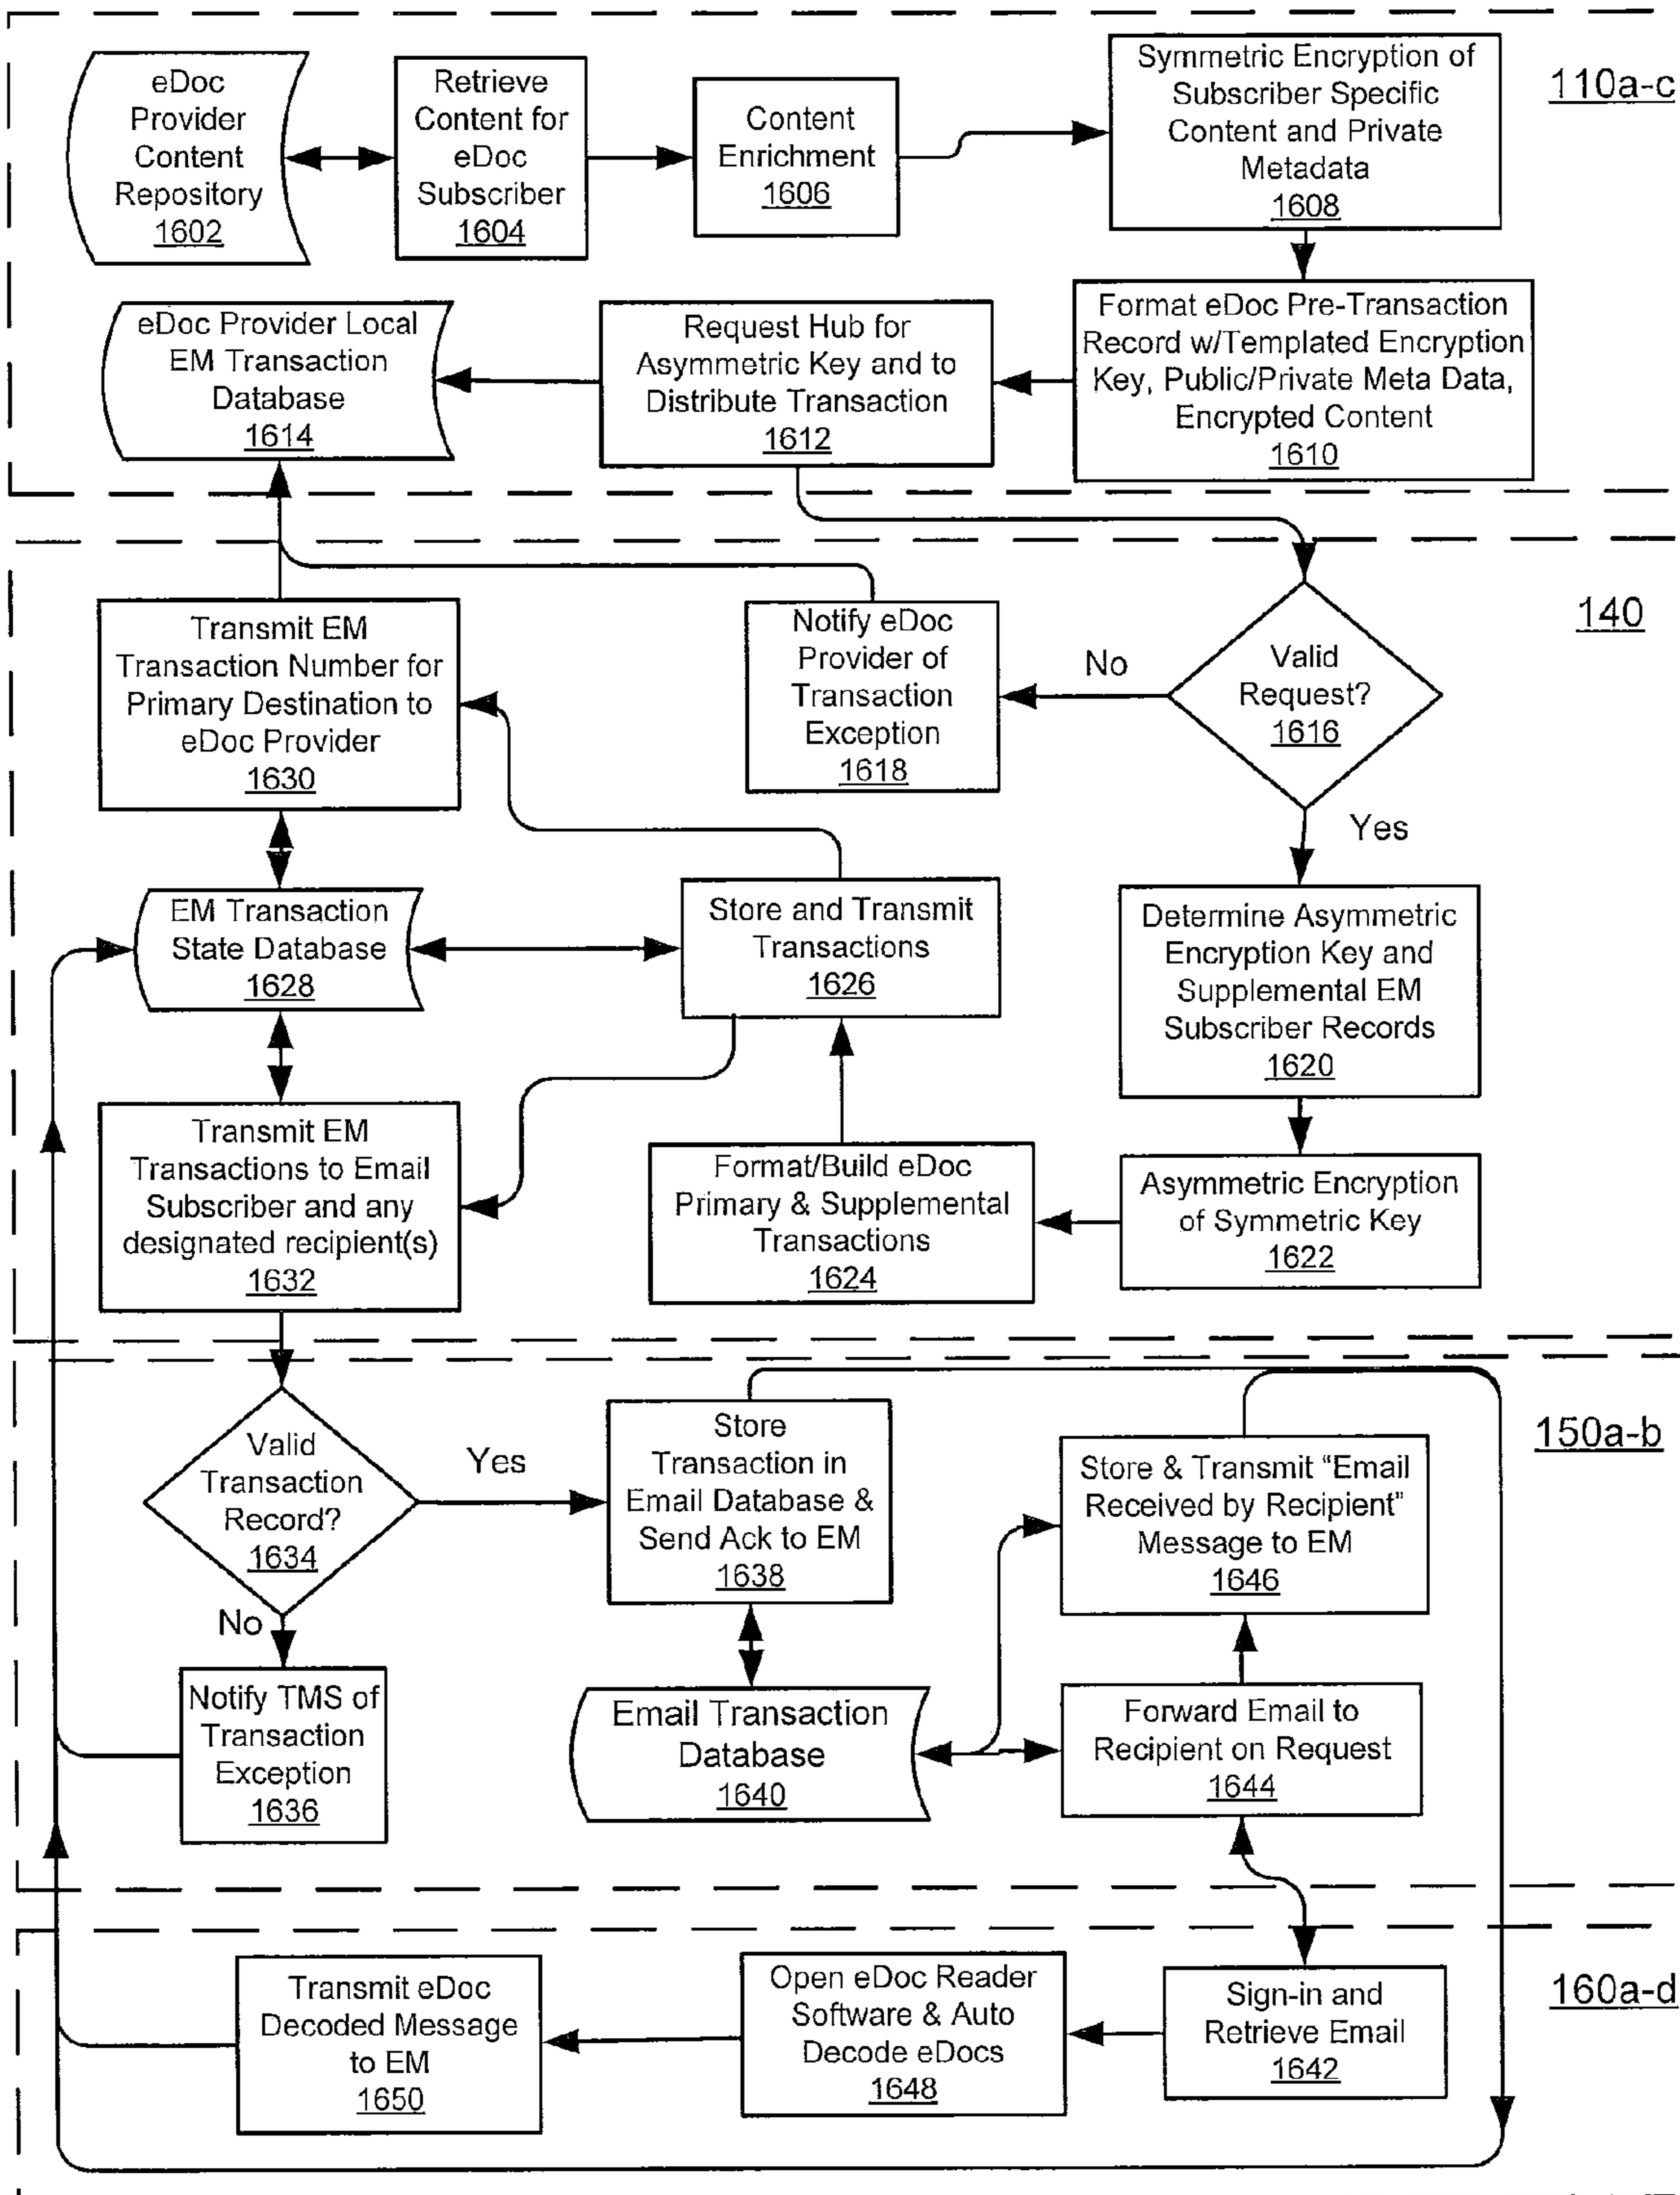 eDoc
Provider
Content
Repository
1602
Retrieve
Content for
eDoc
Subscriber
1604
Content
Enrichment
1606
Symmetric Encryption of
Subscriber Specific
Content and Private
Metadata
1608
110a-c
eDoc Provider Local
EM Transaction
Database
1614
Request Hub for
Asymmetric Key and to
Distribute Transaction
1612
Format eDoc Pre-Transaction
Record w/Templated Encryption
Key, Public/Private Meta Data,
Encrypted Content
1610
140
Transmit EM
Transaction Number for
Primary Destination to
eDoc Provider
1630
Notify eDoc
Provider of
Transaction
Exception
1618
No
Valid
Request?
1616
Yes
EM Transaction
State Database
1628
Store and Transmit
Transactions
1626
Determine Asymmetric
Encryption Key and
Supplemental EM
Subscriber Records
1620
Transmit EM
Transactions to Email
Subscriber and any
designated recipient(s)
1632
Format/Build eDoc
Primary & Supplemental
Transactions
1624
Asymmetric Encryption
of Symmetric Key
1622
150a-b
Valid
Transaction
Record?
1634
Yes
No
Store
Transaction in
Email Database &
Send Ack to EM
1638
Store & Transmit “Email
Received by Recipient”
Message to EM
1646
Notify TMS of
Transaction
Exception
1636
Email Transaction
Database
1640
Forward Email to
Recipient on Request
1644
160a-d
Transmit eDoc
Decoded Message
to EM
1650
Open eDoc Reader
Software & Auto
Decode eDocs
1648
Sign-in and
Retrieve Email
1642